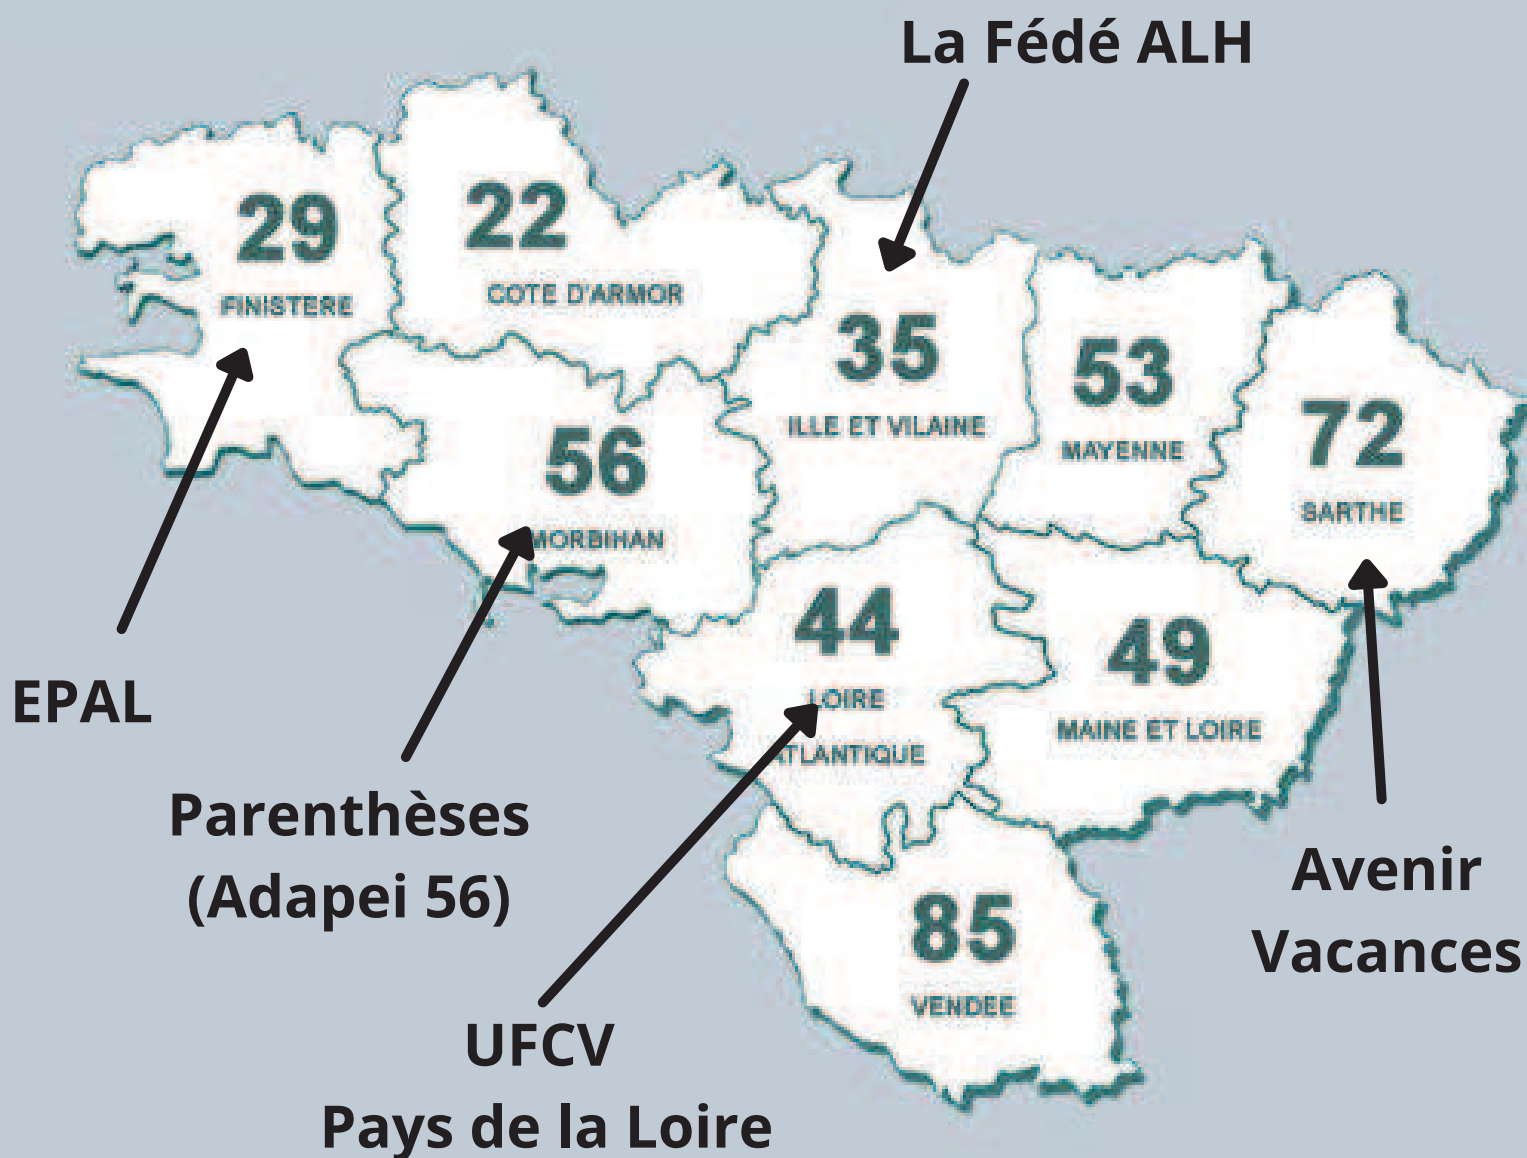 La Fédé ALH
29
FINISTERE
22
COTE D'ARMOR
35
ILLE ET VILAINE
53
MAYENNE
72
SARTHE
56
MORBIHAN
44
LOIRE
ATLANTIQUE
49
MAINE ET LOIRE
85
VENDEE
EPAL
Parenthèses
(Adapei 56)
UFCV
Pays de la Loire
Avenir
Vacances